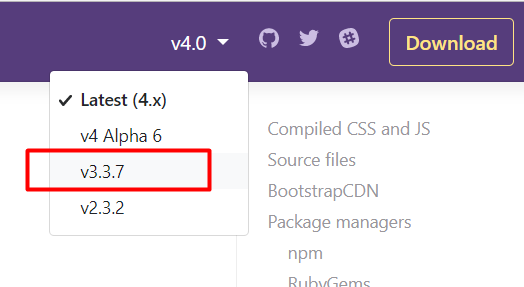 v4.0
Download
Latest (4.x)
v4 Alpha 6
v3.3.7
v2.3.2
Compiled CSS and JS
Source files
BootstrapCDN
Package managers
npm
RubyGems